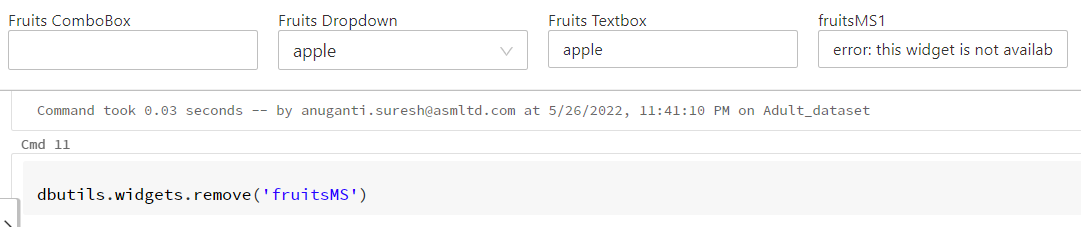 Fruits ComboBox Fruits Dropdown Fruits Textbox fruitsMS1
apple apple error: this widget is not availab
Command took 0.03 seconds -- by anuganti.suresh@asmltd.com at 5/26/2022, 11:41:10 PM on Adult_dataset
Cmd 11
dbutils.widgets.remove('fruitsMS')